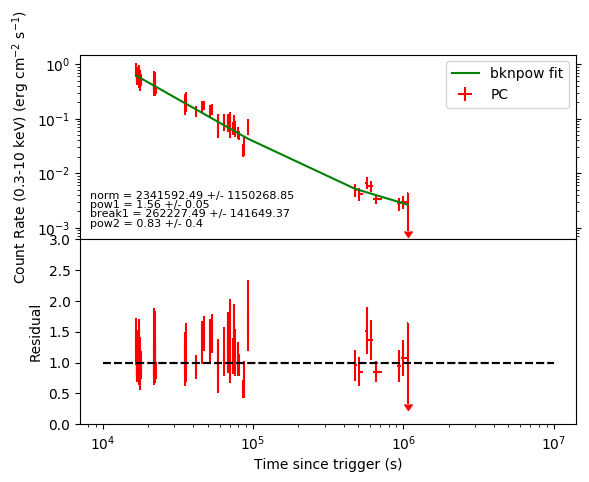 Count Rate (0.3-10 keV) (erg cm⁻² s⁻¹)
10⁰
10⁻¹
10⁻²
10⁻³
bknpow fit
PC
norm = 2341592.49 +/- 1150268.85
pow1 = 1.56 +/- 0.05
break1 = 262227.49 +/- 141649.37
pow2 = 0.83 +/- 0.4
Residual
3.0
2.5
2.0
1.5
1.0
0.5
0.0
10⁴ 10⁵ 10⁶ 10⁷
Time since trigger (s)